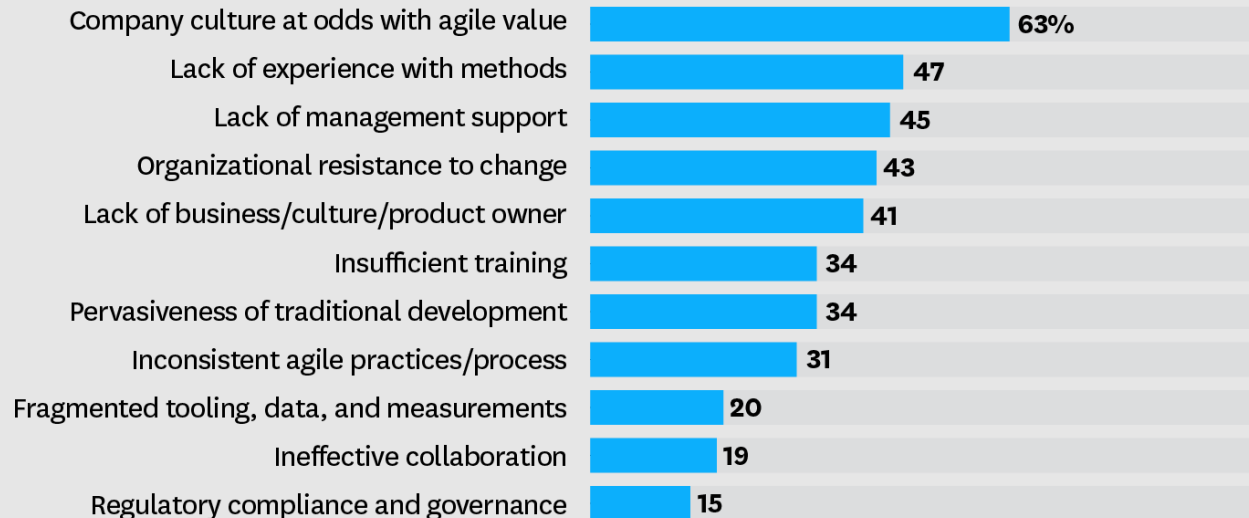 Company culture at odds with agile value 63%
Lack of experience with methods 47
Lack of management support 45
Organizational resistance to change 43
Lack of business/culture/product owner 41
Insufficient training 34
Pervasiveness of traditional development 34
Inconsistent agile practices/process 31
Fragmented tooling, data, and measurements 20
Ineffective collaboration 19
Regulatory compliance and governance 15